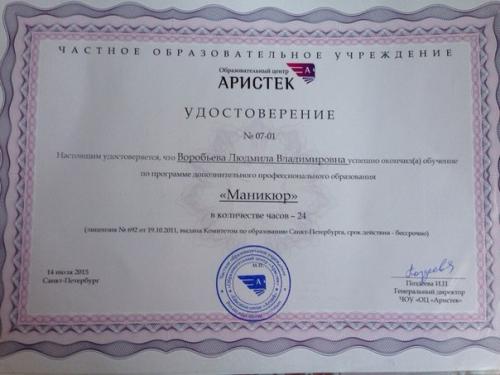 ЧАСТНОЕ ОБРАЗОВАТЕЛЬНОЕ УЧРЕЖДЕНИЕ
Образовательный центр
АРИСТЕК
УДОСТОВЕРЕНИЕ
№ 07-01
Настоящим удостоверяется, что Воробьева Людмила Владимировна успешно окончил(а) обучение
по программе дополнительного профессионального образования
«Маникюр»
в количестве часов – 24
(лицензия № 692 от 19.10.2011, выдана Комитетом по образованию Санкт-Петербурга, срок действия - бессрочно)
14 июля 2015
Санкт-Петербург
М.П.
Поздеева И.П.
Генеральный директор
ЧОУ «ОЦ «Аристек»